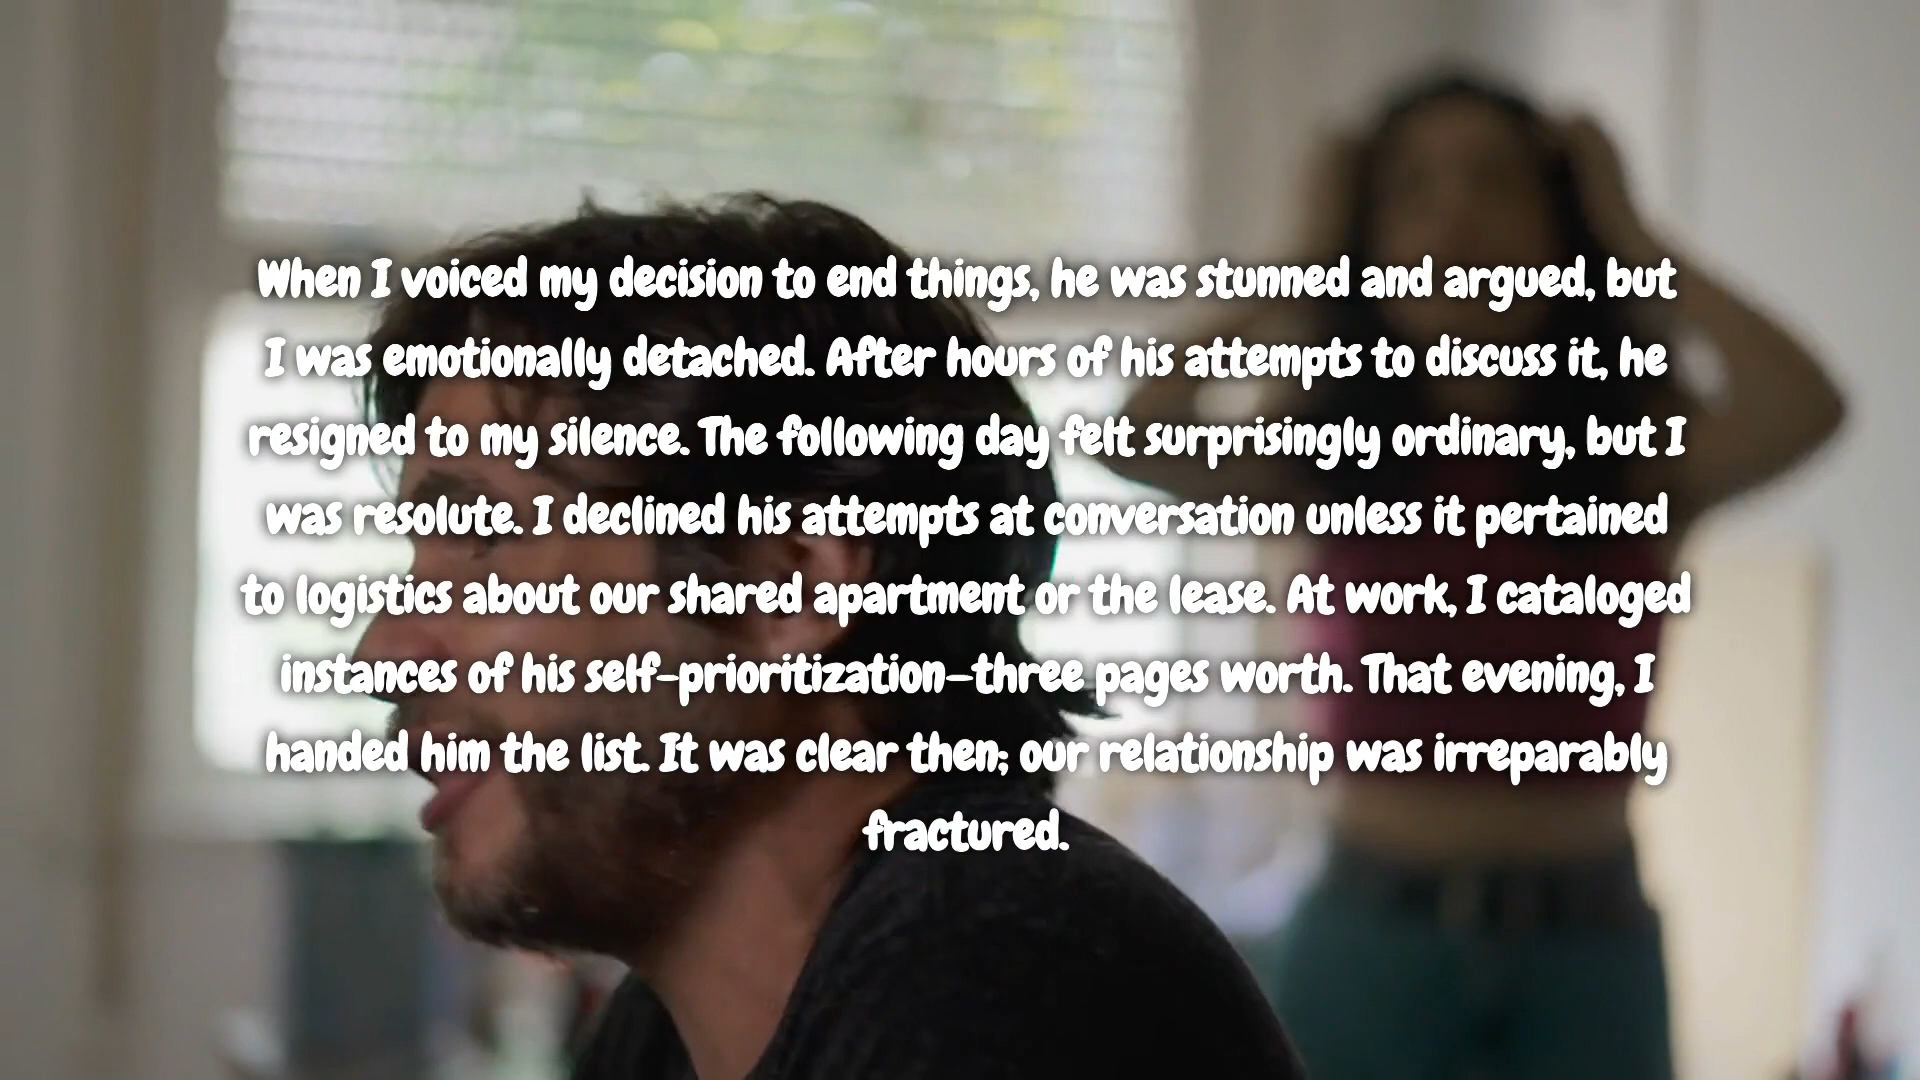 When I voiced my decision to end things, he was stunned and argued, but
I was emotionally detached. After hours of his attempts to discuss it, he
resigned to my silence. The following day felt surprisingly ordinary, but I
was resolute. I declined his attempts at conversation unless it pertained
to logistics about our shared apartment or the lease. At work, I cataloged
instances of his self-prioritization—three pages worth. That evening, I
handed him the list. It was clear then; our relationship was irreparably
fractured.